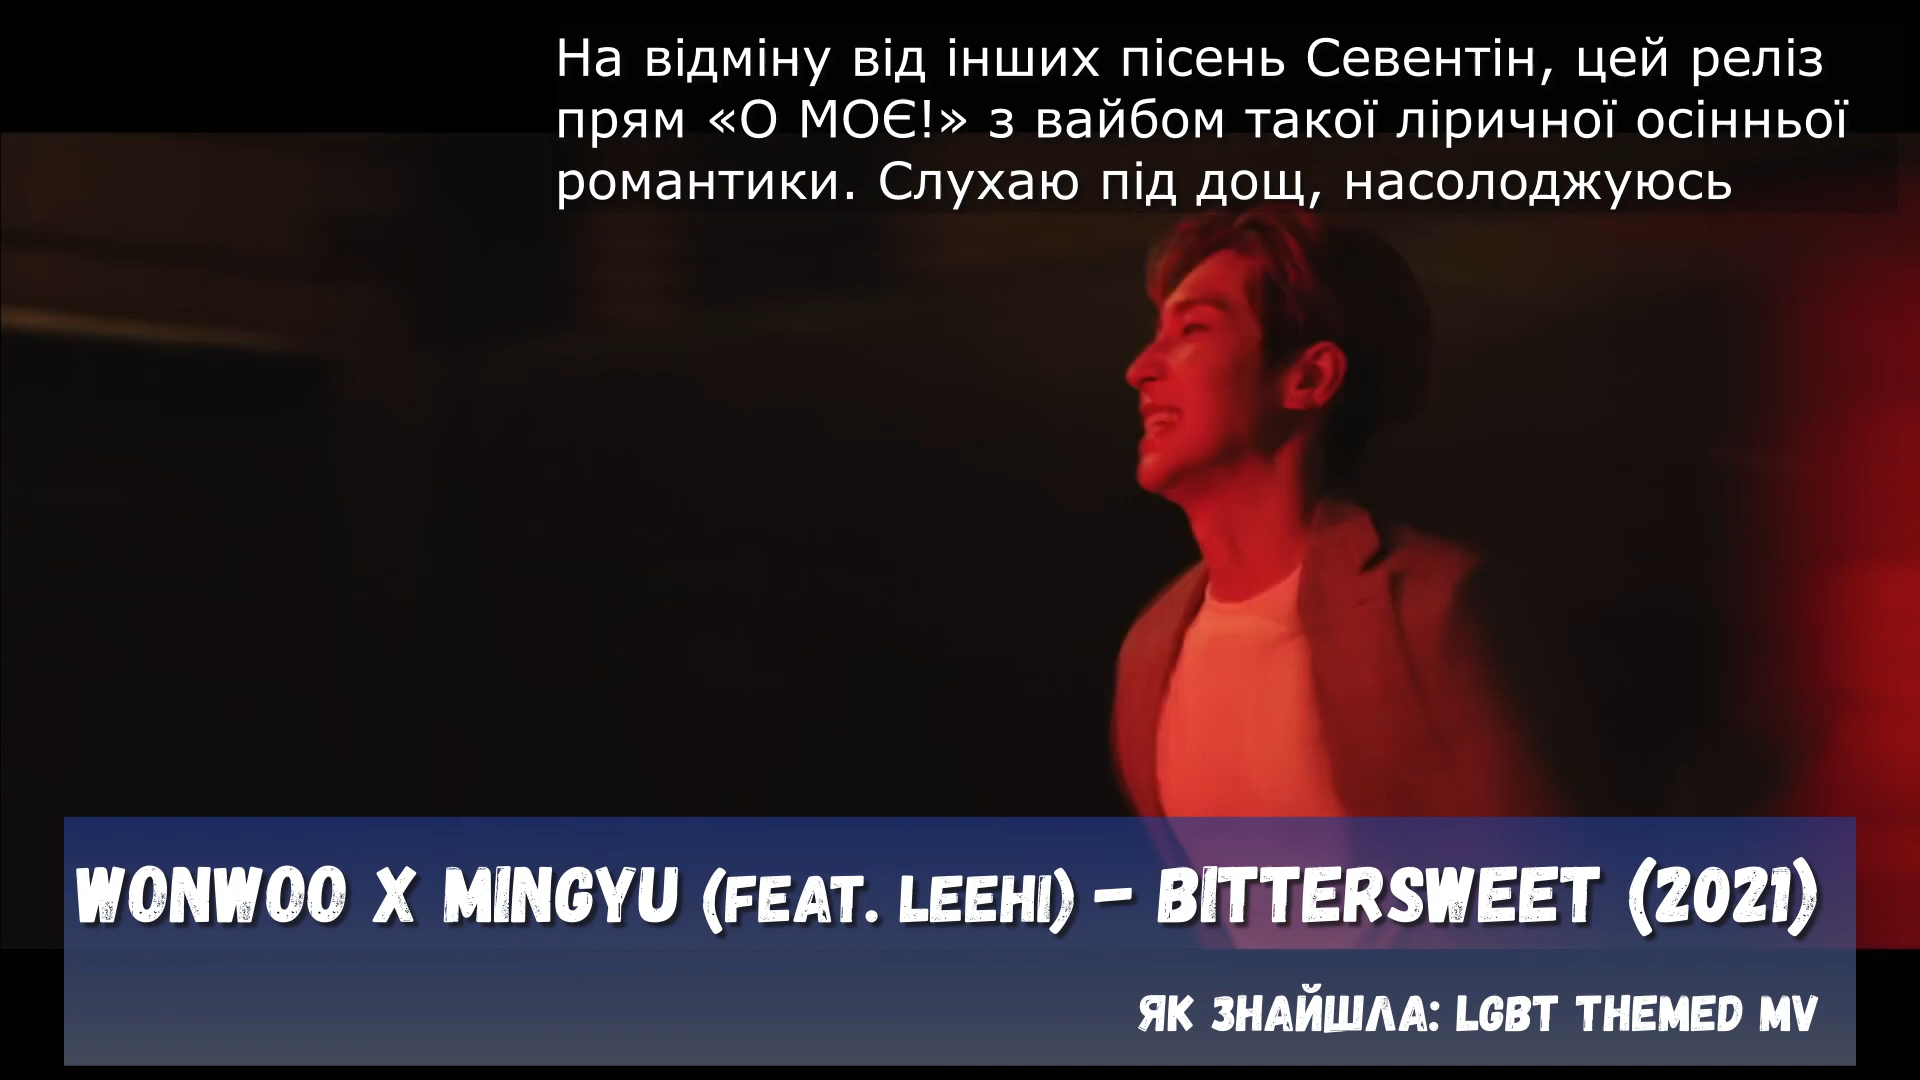 На відміну від інших пісень Севентін, цей реліз
прям «О МОЄ!» з вайбом такої ліричної осінньої
романтики. Слухаю під дощ, насолоджуюсь
WONWOO X MINGYU (FEAT. LEEHI) – BITTERSWEET (2021)
ЯК ЗНАЙШЛА: LGBT THEMED MV